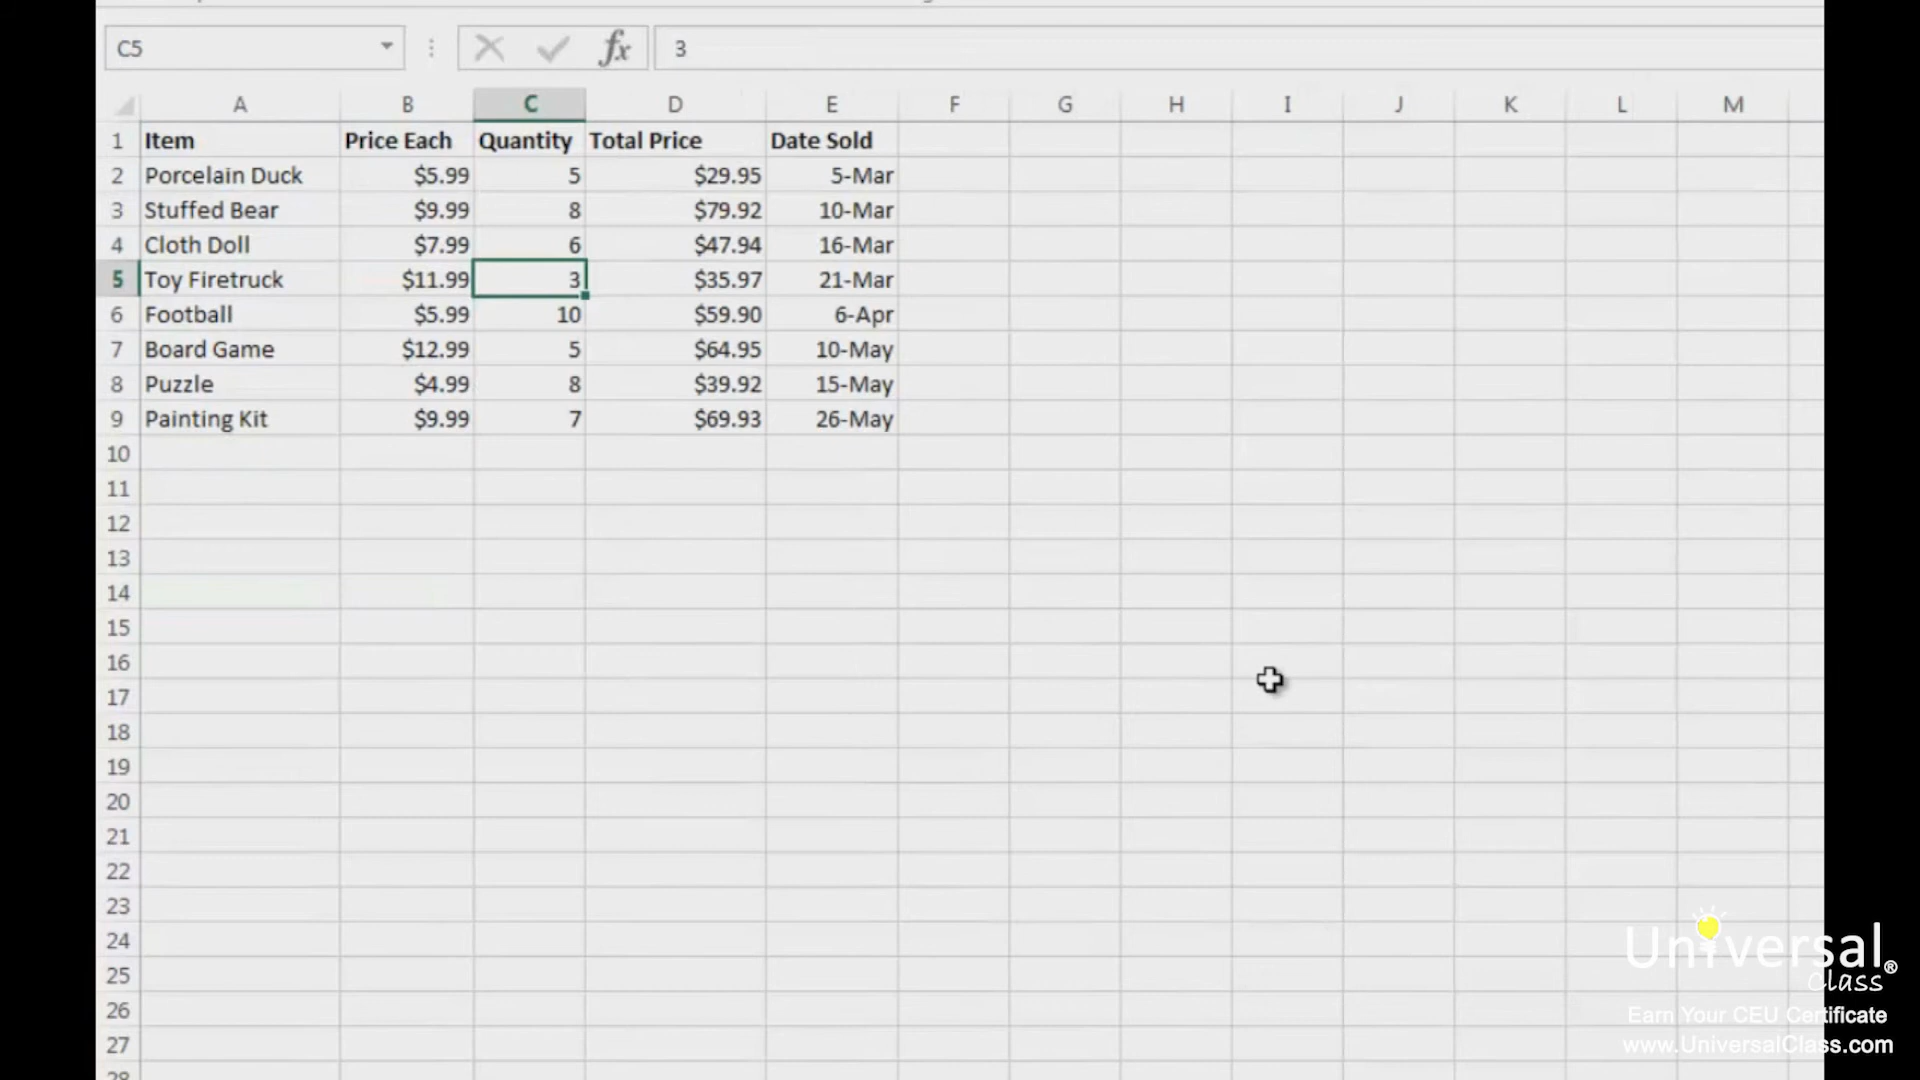 C5 fx 3
A B C D E F G H I J K L M
1 Item Price Each Quantity Total Price Date Sold
2 Porcelain Duck $5.99 5 $29.95 5-Mar
3 Stuffed Bear $9.99 8 $79.92 10-Mar
4 Cloth Doll $7.99 6 $47.94 16-Mar
5 Toy Firetruck $11.99 3 $35.97 21-Mar
6 Football $5.99 10 $59.90 6-Apr
7 Board Game $12.99 5 $64.95 10-May
8 Puzzle $4.99 8 $39.92 15-May
9 Painting Kit $9.99 7 $69.93 26-May
10
11
12
13
14
15
16
17
18
19
20
21
22
23
24
25
26
27
28
Universal
Class®
Earn Your CEU Certificate
www.UniversalClass.com